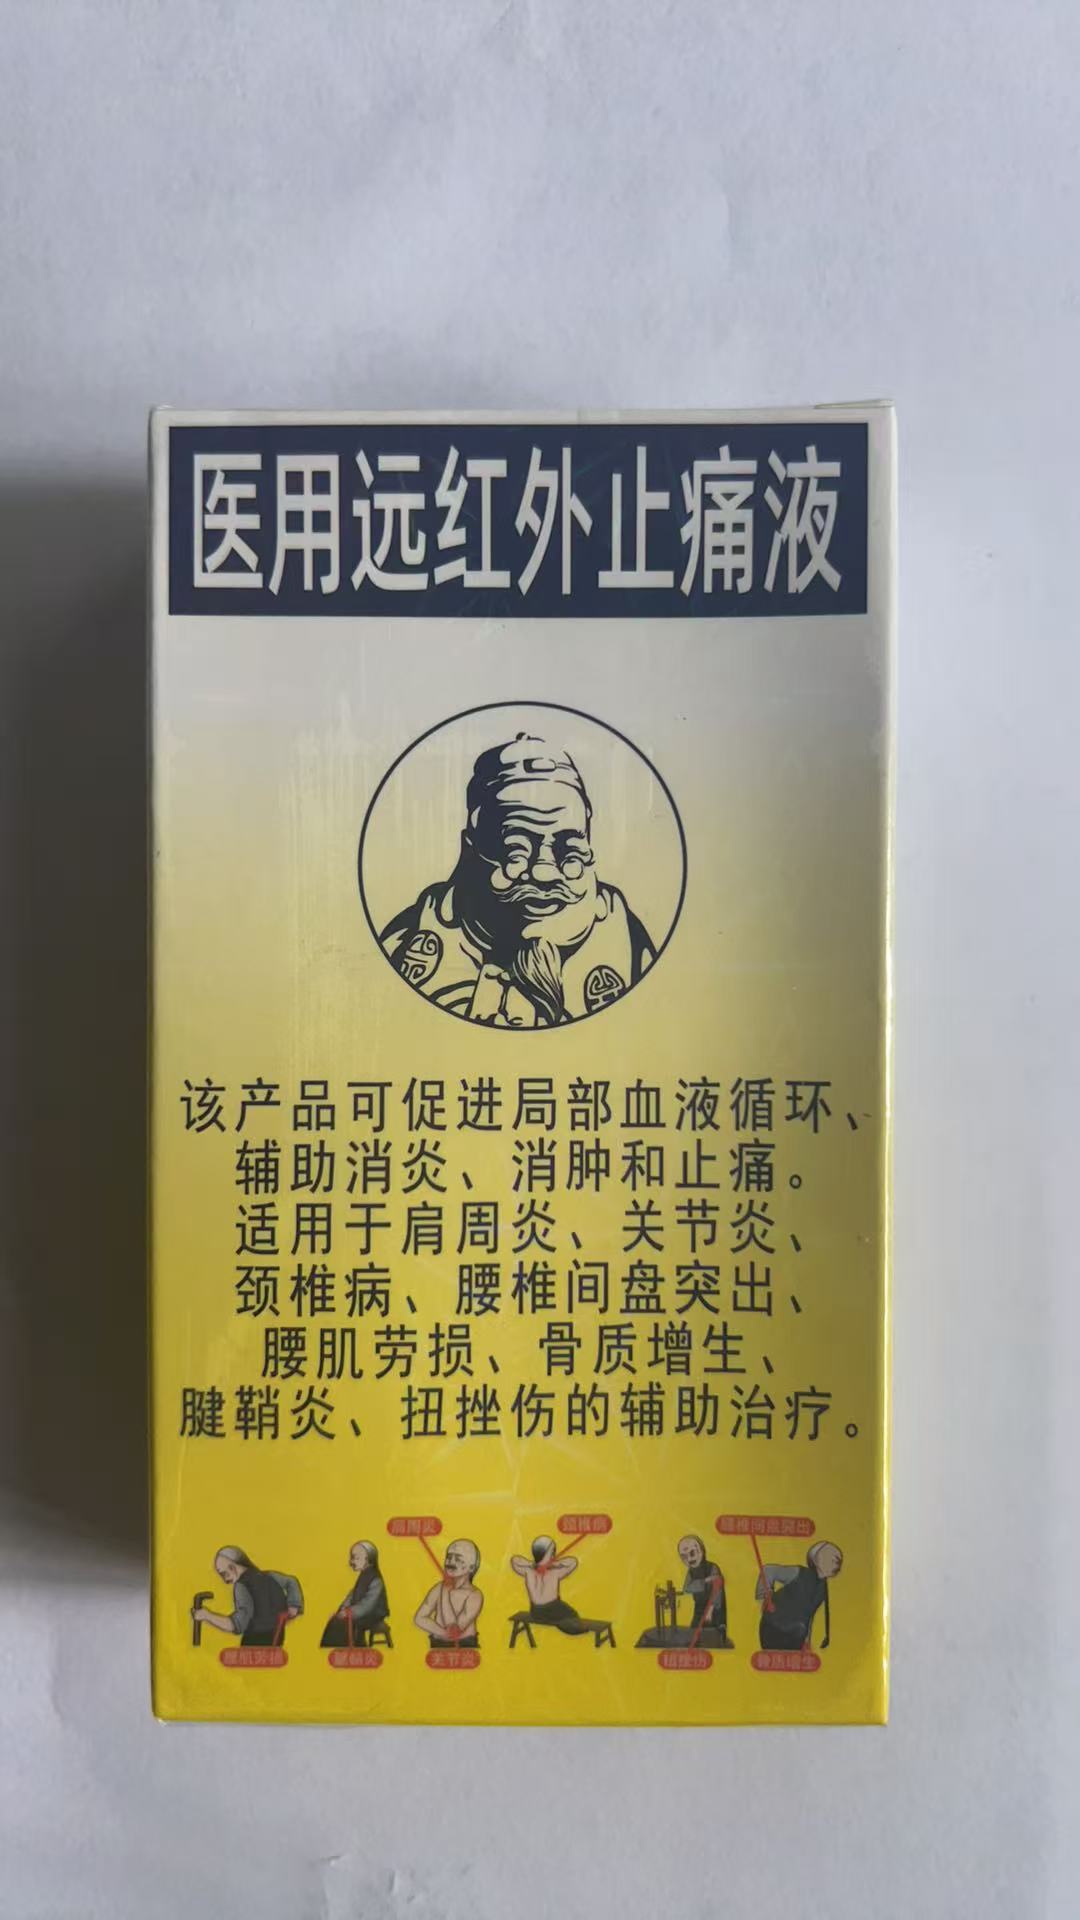 医用远红外止痛液
该产品可促进局部血液循环、
辅助消炎、消肿和止痛。
适用于肩周炎、关节炎、
颈椎病、腰椎间盘突出、
腰肌劳损、骨质增生、
腱鞘炎、扭挫伤的辅助治疗。
肩周炎
颈椎病
腰椎间盘突出
腰肌劳损
腱鞘炎
关节炎
扭挫伤
骨质增生